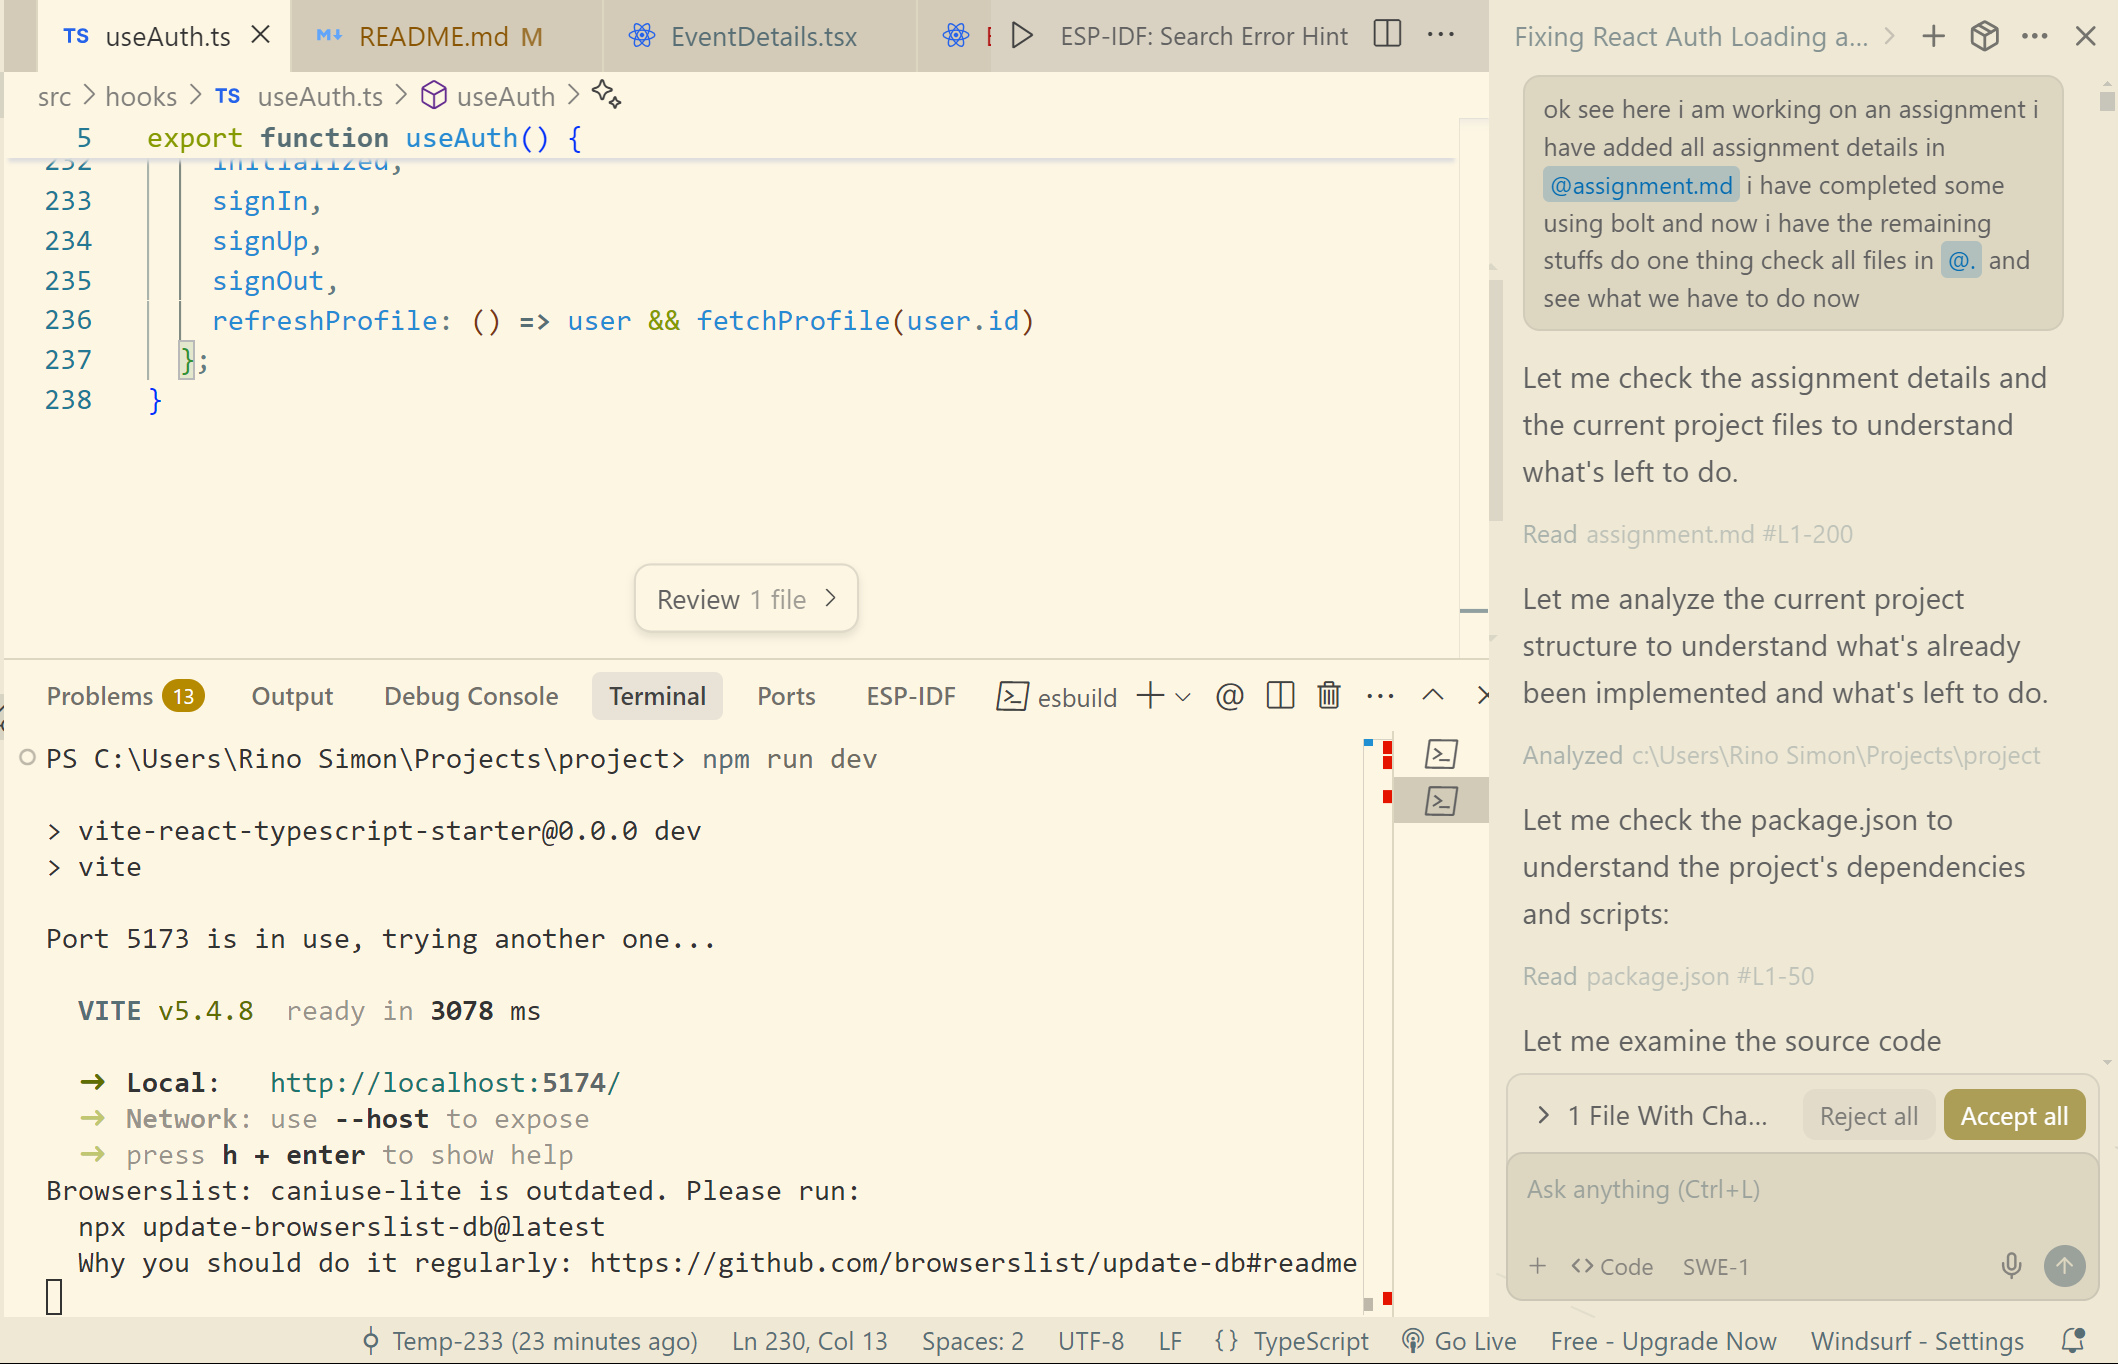 TS useAuth.ts
README.md M
EventDetails.tsx
ESP-IDF: Search Error Hint
src > hooks > TS useAuth.ts > useAuth >
5 export function useAuth() {
232 initialized,
233 signIn,
234 signUp,
235 signOut,
236 refreshProfile: () => user && fetchProfile(user.id)
237 };
238 }
Review 1 file >
Problems 13 Output Debug Console Terminal Ports ESP-IDF esbuild
PS C:\Users\Rino Simon\Projects\project> npm run dev
> vite-react-typescript-starter@0.0.0 dev
> vite
Port 5173 is in use, trying another one...
VITE v5.4.8 ready in 3078 ms
➜ Local: http://localhost:5174/
➜ Network: use --host to expose
➜ press h + enter to show help
Browserslist: caniuse-lite is outdated. Please run:
npx update-browserslist-db@latest
Why you should do it regularly: https://github.com/browserslist/update-db#readme
Fixing React Auth Loading a... >
ok see here i am working on an assignment i
have added all assignment details in
@assignment.md i have completed some
using bolt and now i have the remaining
stuffs do one thing check all files in @. and
see what we have to do now
Let me check the assignment details and
the current project files to understand
what's left to do.
Read assignment.md #L1-200
Let me analyze the current project
structure to understand what's already
been implemented and what's left to do.
Analyzed c:\Users\Rino Simon\Projects\project
Let me check the package.json to
understand the project's dependencies
and scripts:
Read package.json #L1-50
Let me examine the source code
> 1 File With Cha... Reject all Accept all
Ask anything (Ctrl+L)
+ <> Code SWE-1
Temp-233 (23 minutes ago) Ln 230, Col 13 Spaces: 2 UTF-8 LF {} TypeScript Go Live Free - Upgrade Now Windsurf - Settings